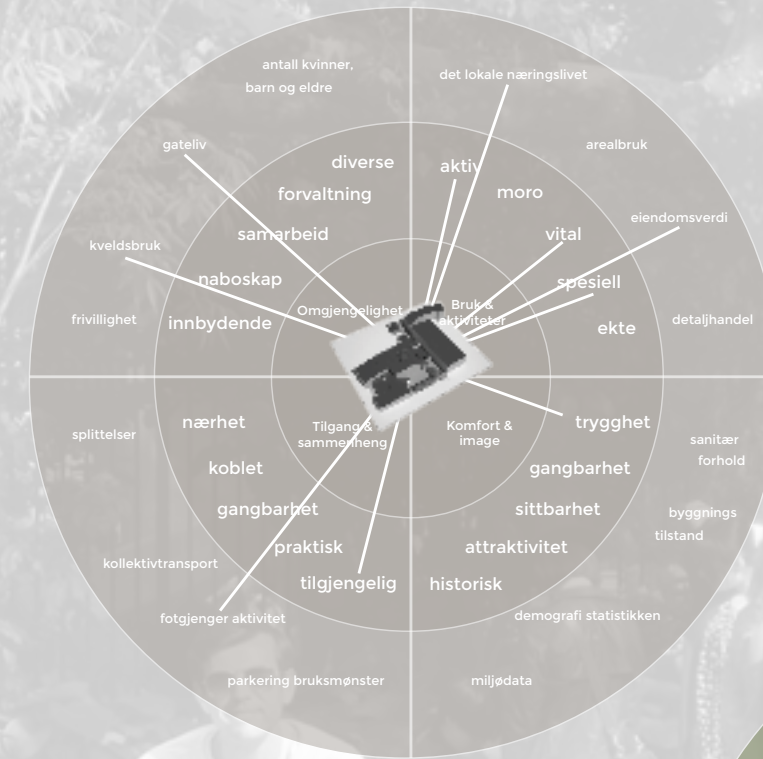 antall kvinner,
barn og eldre
det lokale næringslivet
gateliv
arealbruk
diverse
aktiv
forvaltning
moro
eiendomsverdi
samarbeid
vital
kveldsbruk
naboskap
spesiell
Omgjengelighet
Bruk &
aktiviteter
frivillighet
innbydende
ekte
detaljhandel
splittelser
nærhet
Tilgang &
sammenheng
Komfort &
image
trygghet
sanitær
forhold
koblet
gangbarhet
gangbarhet
sittbarhet
byggnings
tilstand
praktisk
attraktivitet
kollektivtransport
tilgjengelig
historisk
fotgjenger aktivitet
demografi statistikken
parkering bruksmønster
miljødata